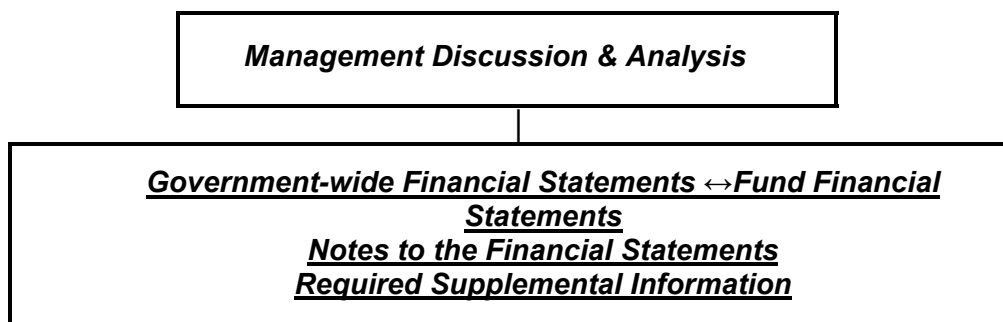 Management Discussion & Analysis
Government-wide Financial Statements ↔Fund Financial
Statements
Notes to the Financial Statements
Required Supplemental Information